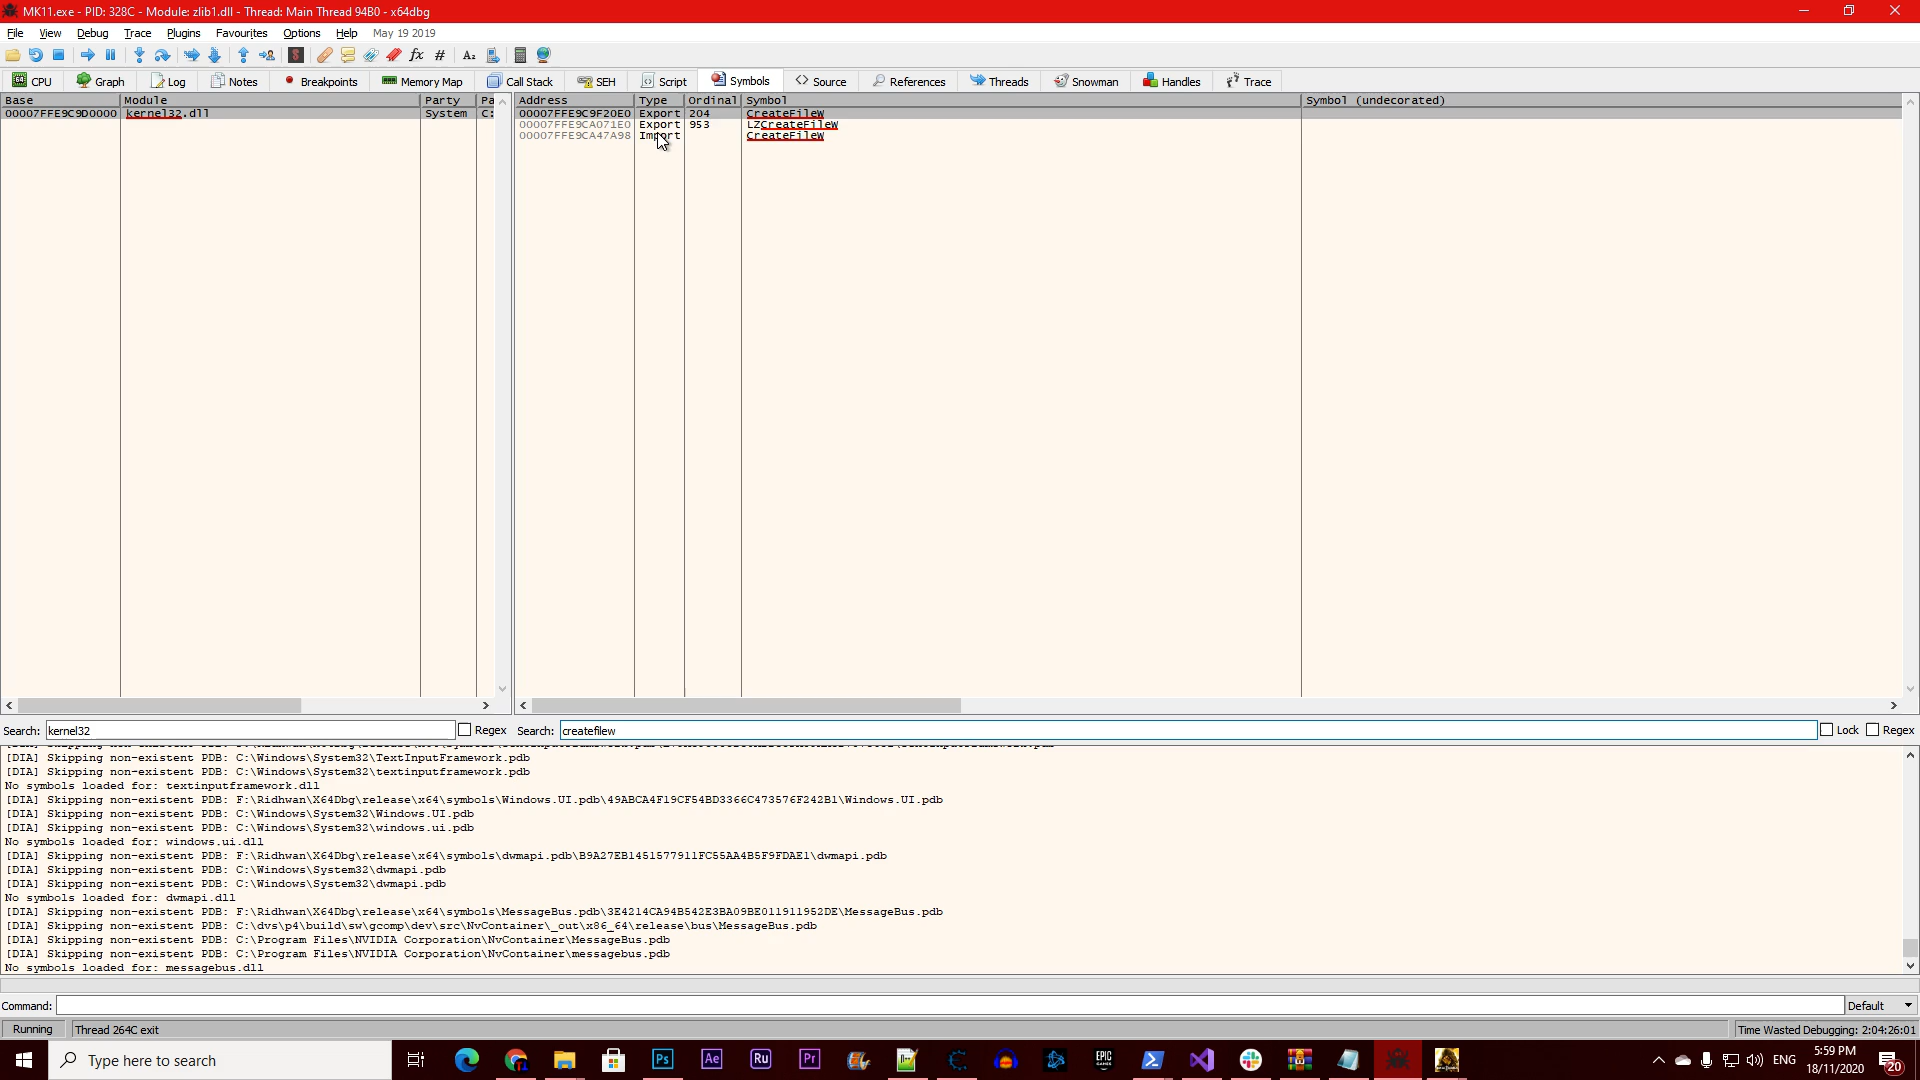 MK11.exe - PID: 328C - Module: zlib1.dll - Thread: Main Thread 94B0 - x64dbg
File View Debug Trace Plugins Favourites Options Help May 19 2019
CPU Graph Log Notes Breakpoints Memory Map Call Stack SEH Script Symbols Source References Threads Snowman Handles Trace
Base Module Party Pa Address Type Ordinal Symbol Symbol (undecorated)
00007FFE9C9D0000 kernel32.dll System C: 00007FFE9C9F20E0 Export 204 CreateFileW
00007FFE9CA071E0 Export 953 LZCreateFileW
00007FFE9CA47A98 Import CreateFileW
Search: kernel32 Regex Search: createfilew Lock Regex
[DIA] Skipping non-existent PDB: C:\Windows\System32\TextInputFramework.pdb
[DIA] Skipping non-existent PDB: C:\Windows\System32\textinputframework.pdb
No symbols loaded for: textinputframework.dll
[DIA] Skipping non-existent PDB: F:\Ridhwan\X64Dbg\release\x64\symbols\Windows.UI.pdb\49ABCA4F19CF54BD3366C473576F242B1\Windows.UI.pdb
[DIA] Skipping non-existent PDB: C:\Windows\System32\Windows.UI.pdb
[DIA] Skipping non-existent PDB: C:\Windows\System32\windows.ui.pdb
No symbols loaded for: windows.ui.dll
[DIA] Skipping non-existent PDB: F:\Ridhwan\X64Dbg\release\x64\symbols\dwmapi.pdb\B9A27EB1451577911FC55AA4B5F9FDAE1\dwmapi.pdb
[DIA] Skipping non-existent PDB: C:\Windows\System32\dwmapi.pdb
[DIA] Skipping non-existent PDB: C:\Windows\System32\dwmapi.pdb
No symbols loaded for: dwmapi.dll
[DIA] Skipping non-existent PDB: F:\Ridhwan\X64Dbg\release\x64\symbols\MessageBus.pdb\3E4214CA94B542E3BA09BE011911952DE\MessageBus.pdb
[DIA] Skipping non-existent PDB: C:\dvs\p4\build\sw\gcomp\dev\src\NvContainer\_out\x86_64\release\bus\MessageBus.pdb
[DIA] Skipping non-existent PDB: C:\Program Files\NVIDIA Corporation\NvContainer\MessageBus.pdb
[DIA] Skipping non-existent PDB: C:\Program Files\NVIDIA Corporation\NvContainer\messagebus.pdb
No symbols loaded for: messagebus.dll
Command: Default
Running Thread 264C exit Time Wasted Debugging: 2:04:26:01
Type here to search Ps Ae Ru Pr EPIC GAMES ENG 5:59 PM
18/11/2020 20